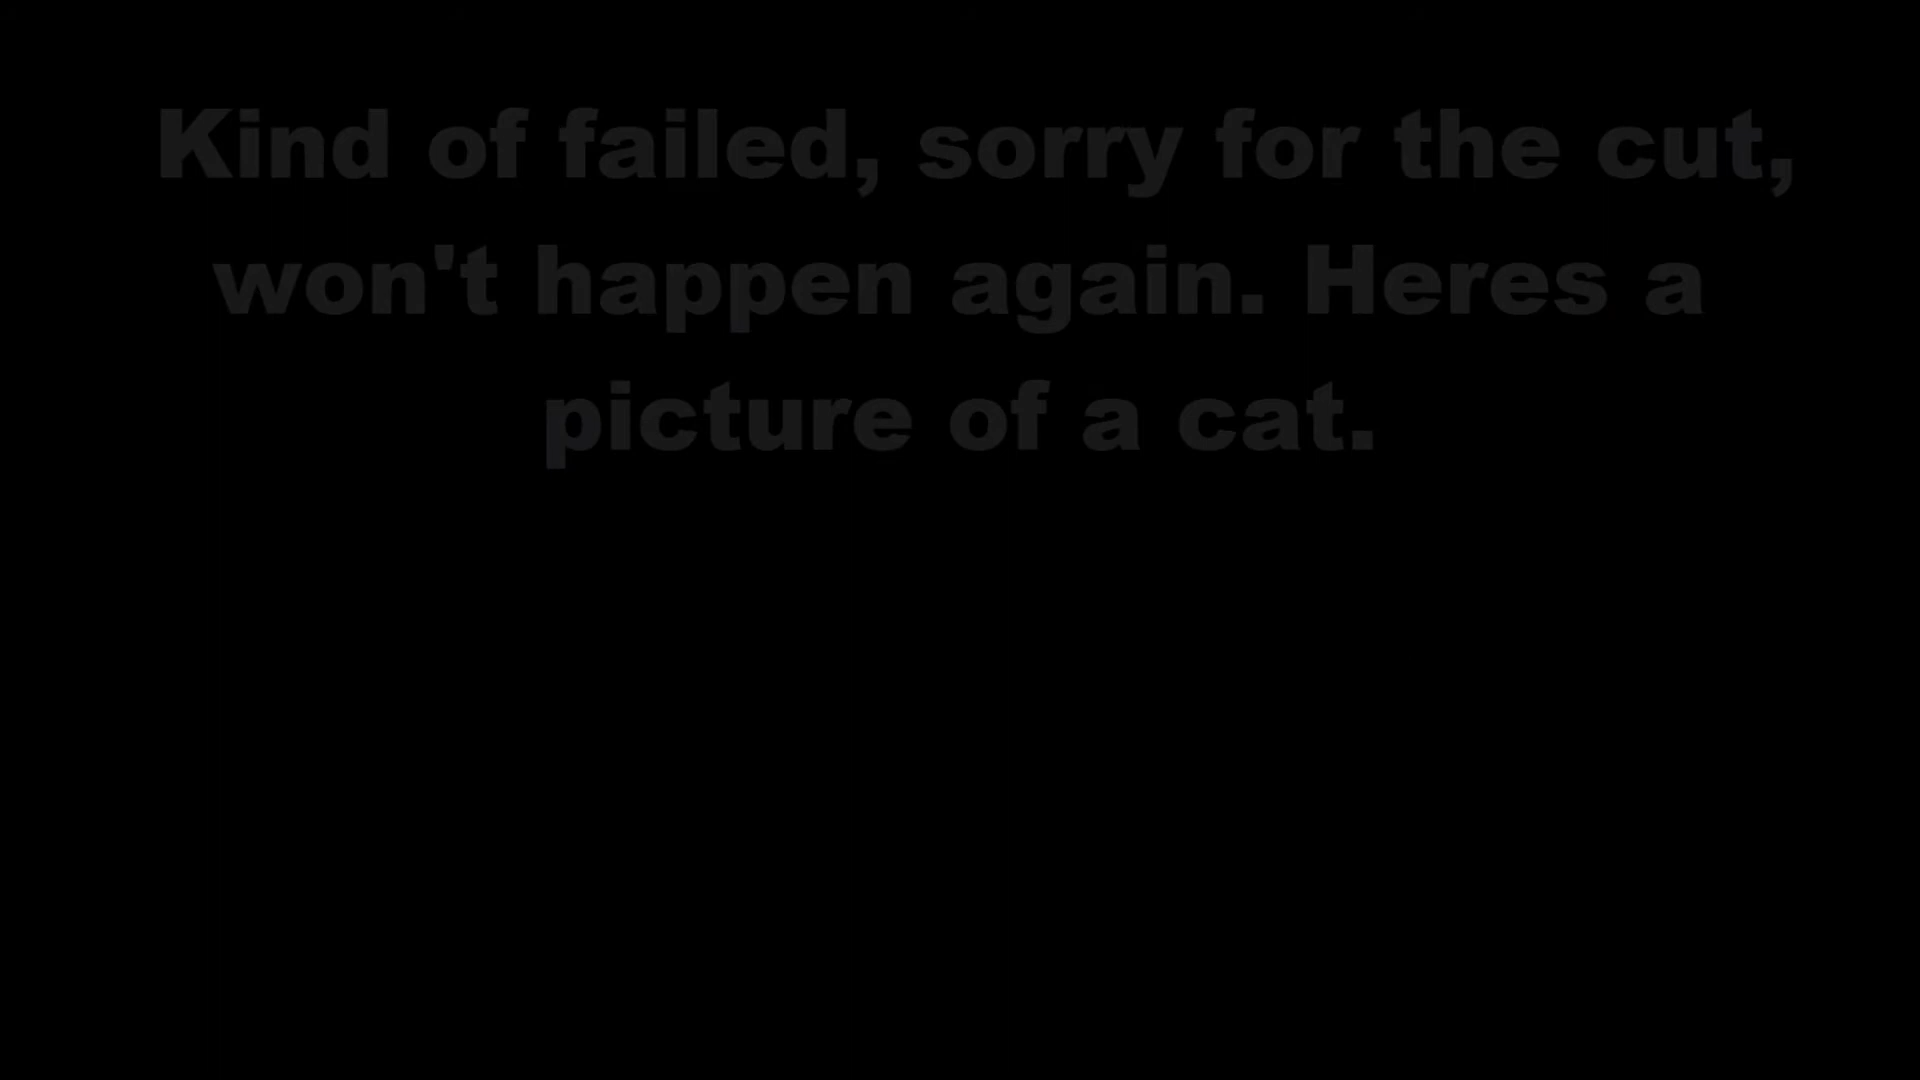 Kind of failed, sorry for the cut,
won't happen again. Heres a
picture of a cat.